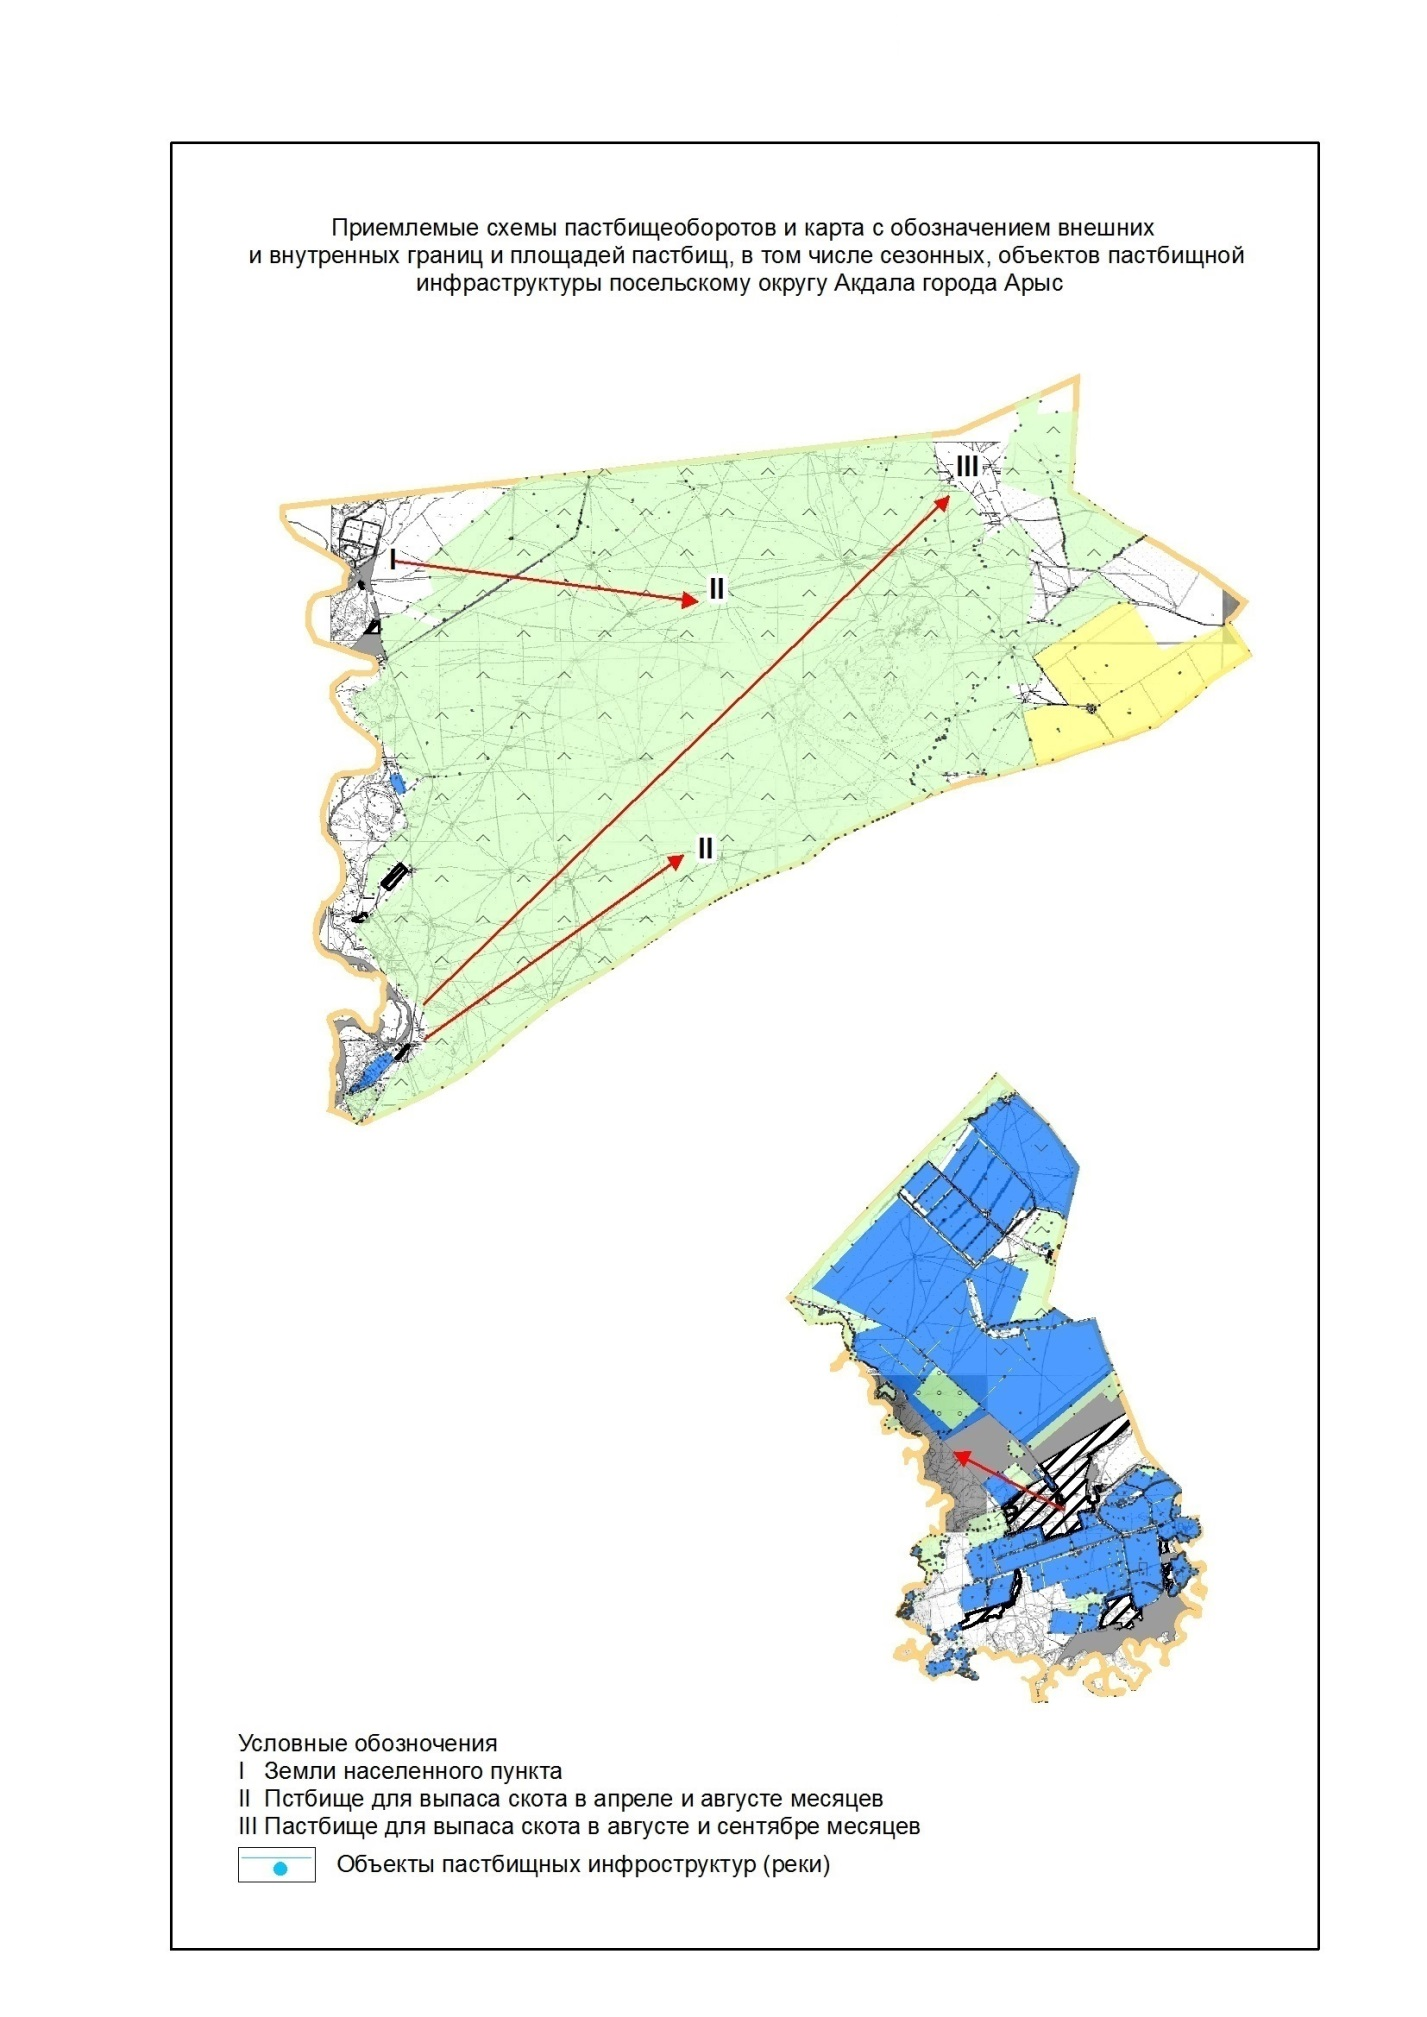 Приемлемые схемы пастбищеоборотов и карта с обозначением внешних
и внутренных границ и площадей пастбищ, в том числе сезонных, объектов пастбищной
инфраструктуры посельскому округу Акдала города Арыс
III
I
II
II
Условные обозночения
I Земли населенного пункта
II Пстбище для выпаса скота в апреле и августе месяцев
III Пастбище для выпаса скота в августе и сентябре месяцев
Объекты пастбищных инфроструктур (реки)